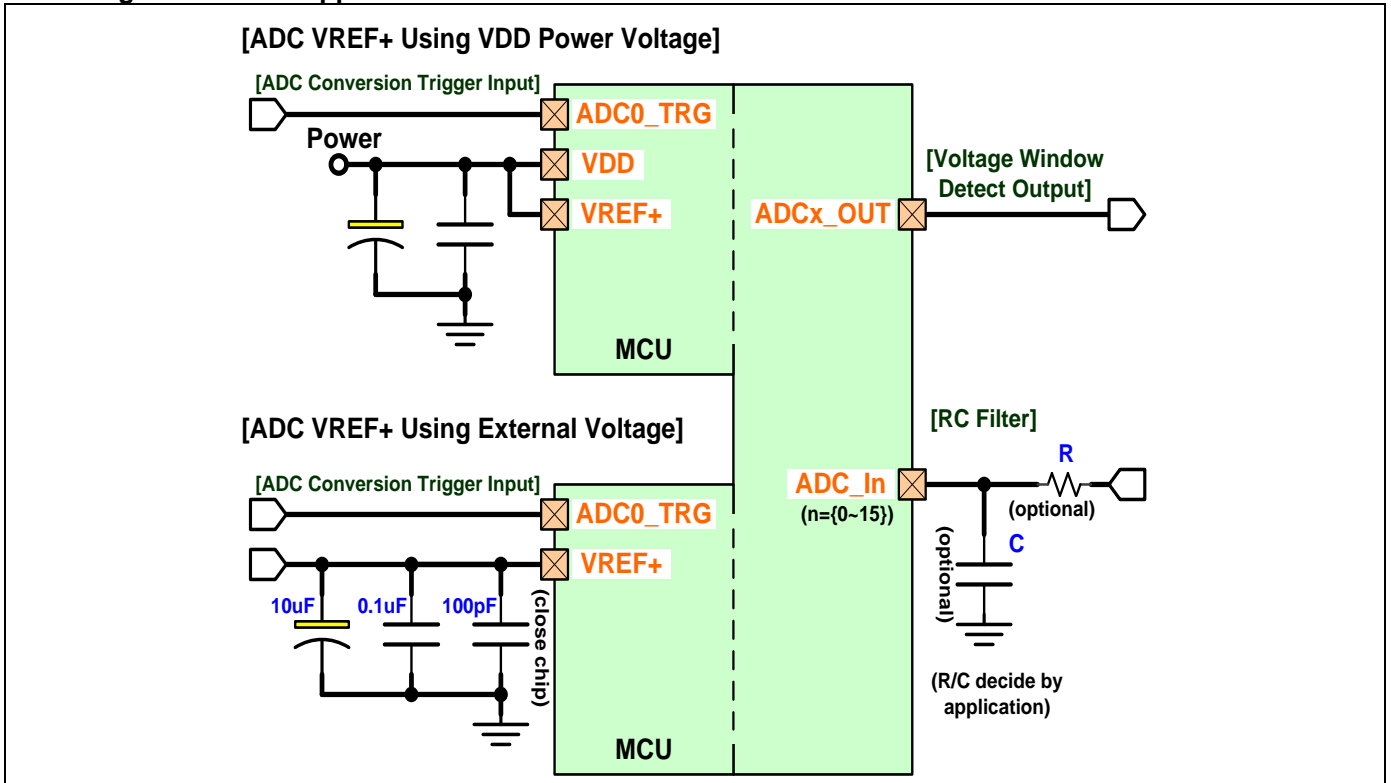 [ADC VREF+ Using VDD Power Voltage]
[ADC Conversion Trigger Input]
ADC0_TRG
Power
VDD
VREF+
MCU
[Voltage Window
Detect Output]
ADCx_OUT
[ADC VREF+ Using External Voltage]
[ADC Conversion Trigger Input]
ADC0_TRG
VREF+
10uF
0.1uF
100pF
(close chip)
MCU
[RC Filter]
R
ADC_In
(n={0~15})
(optional)
C
(optional)
(R/C decide by
application)